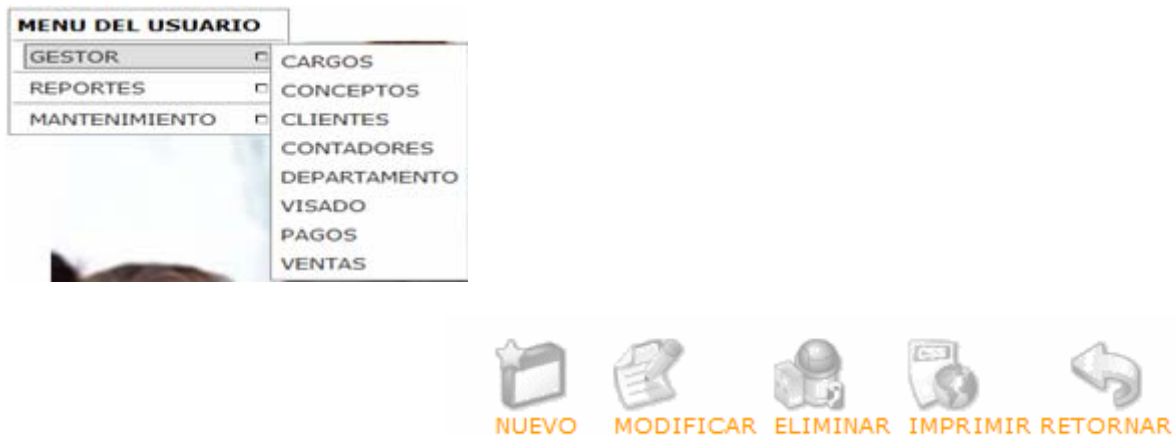 MENU DEL USUARIO
GESTOR
REPORTES
MANTENIMIENTO
CARGOS
CONCEPTOS
CLIENTES
CONTADORES
DEPARTAMENTO
VISADO
PAGOS
VENTAS
CSS
NUEVO MODIFICAR ELIMINAR IMPRIMIR RETORNAR